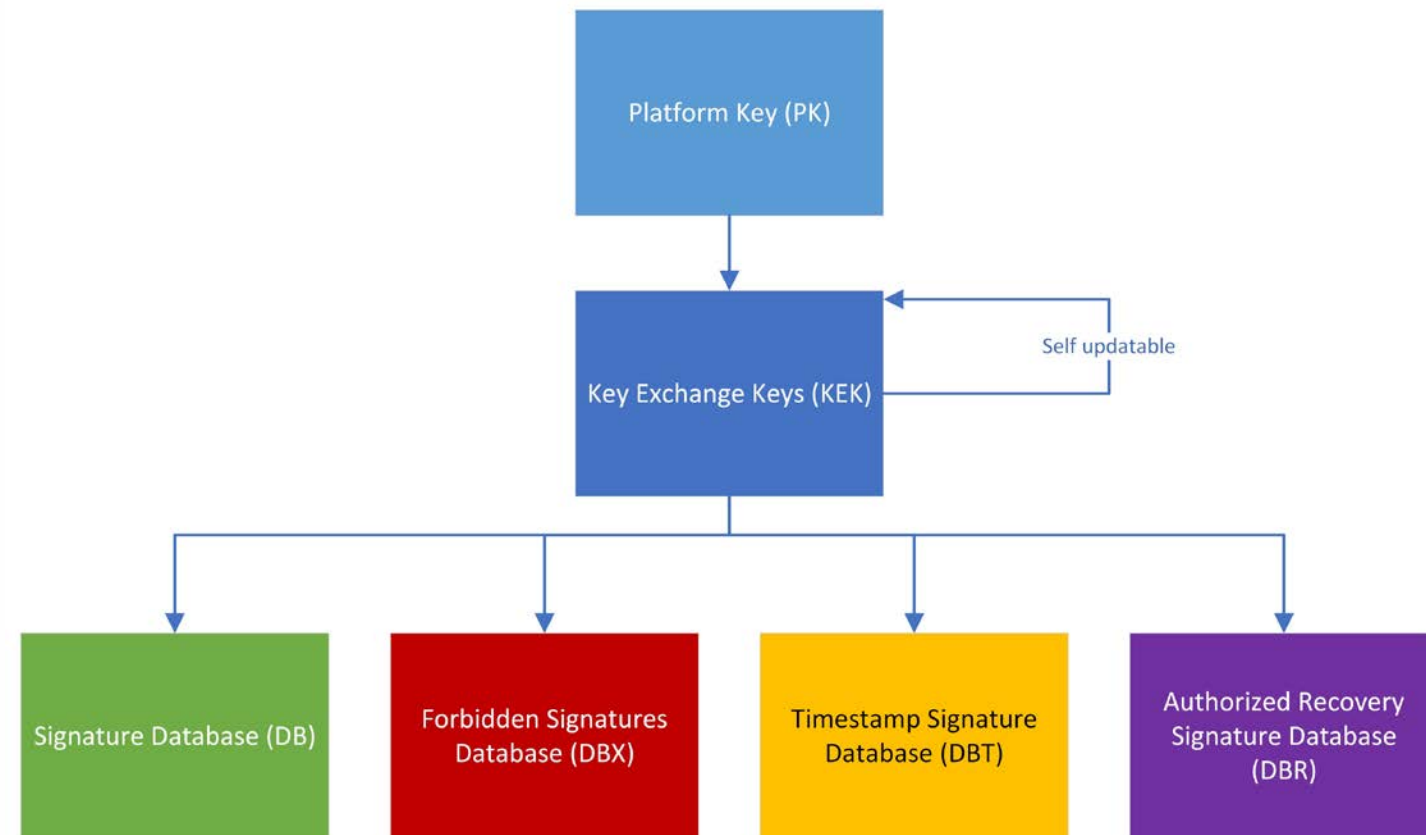 Platform Key (PK)
Self updatable
Key Exchange Keys (KEK)
Signature Database (DB)
Forbidden Signatures
Database (DBX)
Timestamp Signature
Database (DBT)
Authorized Recovery
Signature Database
(DBR)